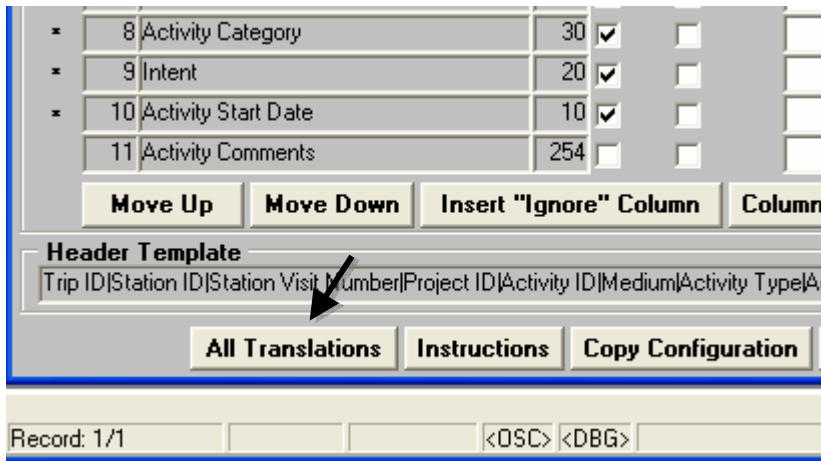 * 8 Activity Category 30
* 9 Intent 20
* 10 Activity Start Date 10
11 Activity Comments 254
Move Up Move Down Insert "Ignore" Column Column
Header Template
Trip ID|Station ID|Station Visit Number|Project ID|Activity ID|Medium|Activity Type|A
All Translations Instructions Copy Configuration
Record: 1/1 <OSC> <DBG>